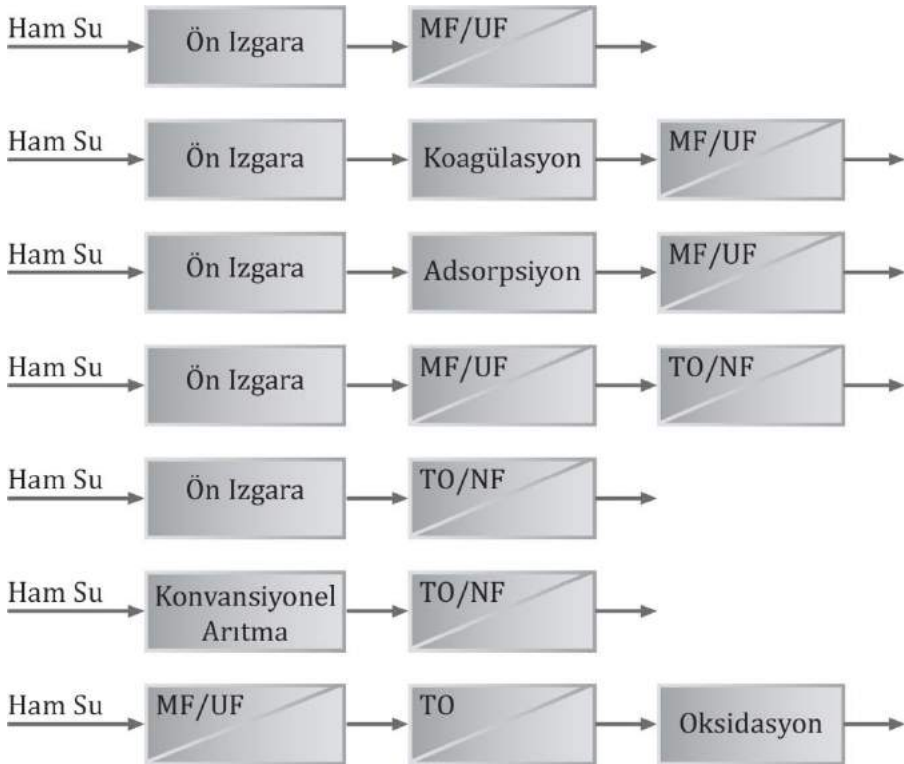 Ham Su
Ön Izgara
MF/UF
Ham Su
Ön Izgara
Koagülasyon
MF/UF
Ham Su
Ön Izgara
Adsorpsiyon
MF/UF
Ham Su
Ön Izgara
MF/UF
TO/NF
Ham Su
Ön Izgara
TO/NF
Ham Su
Konvansiyonel
Arıtma
TO/NF
Ham Su
MF/UF
TO
Oksidasyon